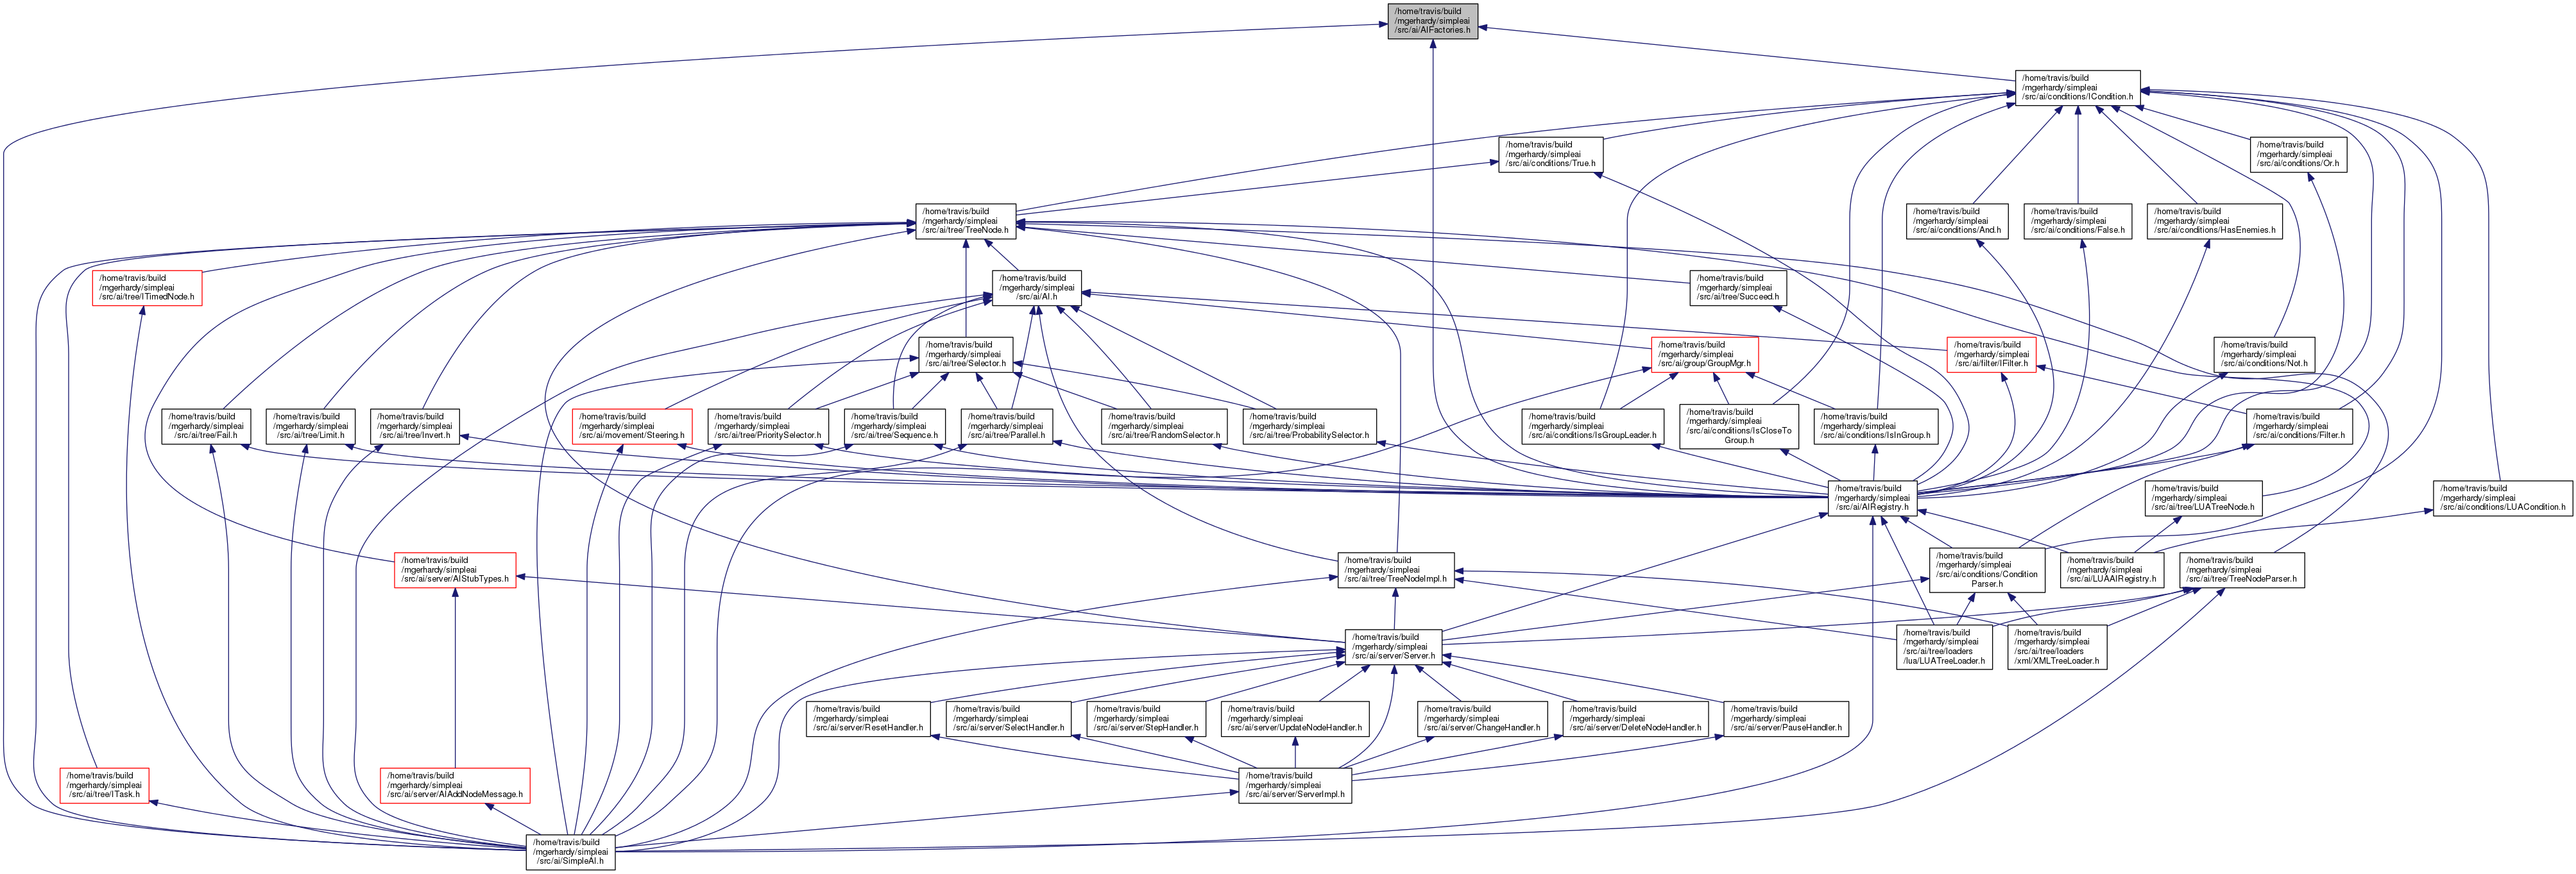 /home/travis/build
/mgerhardy/simpleai
/src/ai/AIFactories.h
/home/travis/build
/mgerhardy/simpleai
/src/ai/conditions/ICondition.h
/home/travis/build
/mgerhardy/simpleai
/src/ai/conditions/True.h
/home/travis/build
/mgerhardy/simpleai
/src/ai/conditions/Or.h
/home/travis/build
/mgerhardy/simpleai
/src/ai/tree/TreeNode.h
/home/travis/build
/mgerhardy/simpleai
/src/ai/conditions/And.h
/home/travis/build
/mgerhardy/simpleai
/src/ai/conditions/False.h
/home/travis/build
/mgerhardy/simpleai
/src/ai/conditions/HasEnemies.h
/home/travis/build
/mgerhardy/simpleai
/src/ai/tree/ITimedNode.h
/home/travis/build
/mgerhardy/simpleai
/src/ai/AI.h
/home/travis/build
/mgerhardy/simpleai
/src/ai/tree/Succeed.h
/home/travis/build
/mgerhardy/simpleai
/src/ai/tree/Selector.h
/home/travis/build
/mgerhardy/simpleai
/src/ai/group/GroupMgr.h
/home/travis/build
/mgerhardy/simpleai
/src/ai/filter/IFilter.h
/home/travis/build
/mgerhardy/simpleai
/src/ai/conditions/Not.h
/home/travis/build
/mgerhardy/simpleai
/src/ai/tree/Fail.h
/home/travis/build
/mgerhardy/simpleai
/src/ai/tree/Limit.h
/home/travis/build
/mgerhardy/simpleai
/src/ai/tree/Invert.h
/home/travis/build
/mgerhardy/simpleai
/src/ai/movement/Steering.h
/home/travis/build
/mgerhardy/simpleai
/src/ai/tree/PrioritySelector.h
/home/travis/build
/mgerhardy/simpleai
/src/ai/tree/Sequence.h
/home/travis/build
/mgerhardy/simpleai
/src/ai/tree/Parallel.h
/home/travis/build
/mgerhardy/simpleai
/src/ai/tree/RandomSelector.h
/home/travis/build
/mgerhardy/simpleai
/src/ai/tree/ProbabilitySelector.h
/home/travis/build
/mgerhardy/simpleai
/src/ai/conditions/IsGroupLeader.h
/home/travis/build
/mgerhardy/simpleai
/src/ai/conditions/IsCloseTo
Group.h
/home/travis/build
/mgerhardy/simpleai
/src/ai/conditions/IsInGroup.h
/home/travis/build
/mgerhardy/simpleai
/src/ai/conditions/Filter.h
/home/travis/build
/mgerhardy/simpleai
/src/ai/AIRegistry.h
/home/travis/build
/mgerhardy/simpleai
/src/ai/tree/LUATreeNode.h
/home/travis/build
/mgerhardy/simpleai
/src/ai/conditions/LUACondition.h
/home/travis/build
/mgerhardy/simpleai
/src/ai/server/AIStubTypes.h
/home/travis/build
/mgerhardy/simpleai
/src/ai/tree/TreeNodeImpl.h
/home/travis/build
/mgerhardy/simpleai
/src/ai/conditions/Condition
Parser.h
/home/travis/build
/mgerhardy/simpleai
/src/ai/LUAAIRegistry.h
/home/travis/build
/mgerhardy/simpleai
/src/ai/tree/TreeNodeParser.h
/home/travis/build
/mgerhardy/simpleai
/src/ai/server/Server.h
/home/travis/build
/mgerhardy/simpleai
/src/ai/tree/loaders
/lua/LUATreeLoader.h
/home/travis/build
/mgerhardy/simpleai
/src/ai/tree/loaders
/xml/XMLTreeLoader.h
/home/travis/build
/mgerhardy/simpleai
/src/ai/server/ResetHandler.h
/home/travis/build
/mgerhardy/simpleai
/src/ai/server/SelectHandler.h
/home/travis/build
/mgerhardy/simpleai
/src/ai/server/StepHandler.h
/home/travis/build
/mgerhardy/simpleai
/src/ai/server/UpdateNodeHandler.h
/home/travis/build
/mgerhardy/simpleai
/src/ai/server/ChangeHandler.h
/home/travis/build
/mgerhardy/simpleai
/src/ai/server/DeleteNodeHandler.h
/home/travis/build
/mgerhardy/simpleai
/src/ai/server/PauseHandler.h
/home/travis/build
/mgerhardy/simpleai
/src/ai/tree/ITask.h
/home/travis/build
/mgerhardy/simpleai
/src/ai/server/AIAddNodeMessage.h
/home/travis/build
/mgerhardy/simpleai
/src/ai/server/ServerImpl.h
/home/travis/build
/mgerhardy/simpleai
/src/ai/SimpleAI.h